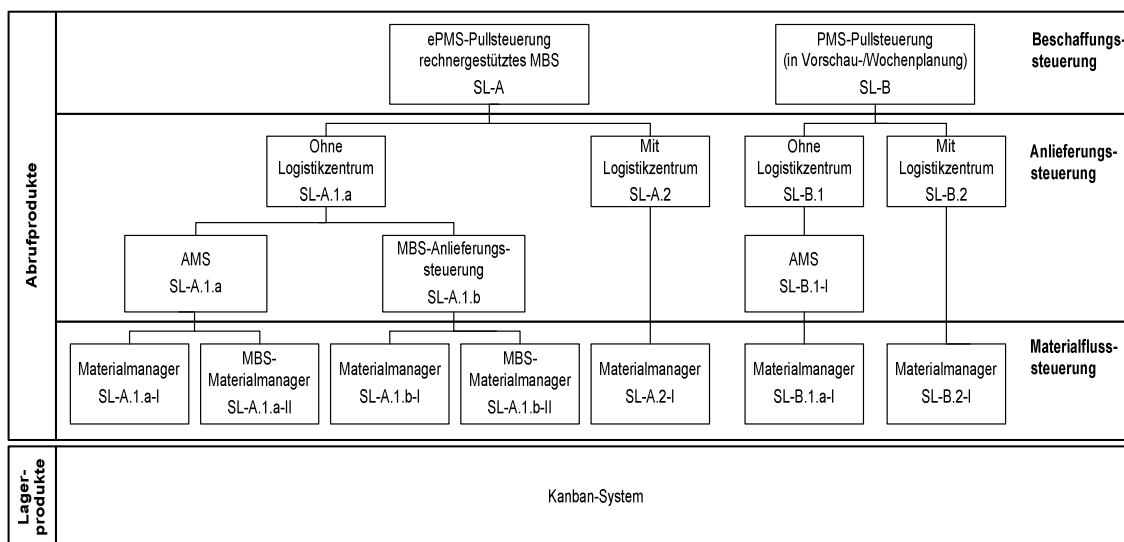 ePMS-Pullsteuerung
rechnergestütztes MBS
SL-A
PMS-Pullsteuerung
(in Vorschau-/Wochenplanung)
SL-B
Beschaffungs-
steuerung
Abrufprodukte
Ohne
Logistikzentrum
SL-A.1.a
Mit
Logistikzentrum
SL-A.2
Ohne
Logistikzentrum
SL-B.1
Mit
Logistikzentrum
SL-B.2
Anlieferungs-
steuerung
AMS
SL-A.1.a
MBS-Anlieferungs-
steuerung
SL-A.1.b
AMS
SL-B.1-I
Materialmanager
SL-A.1.a-I
MBS-
Materialmanager
SL-A.1.a-II
Materialmanager
SL-A.1.b-I
MBS-
Materialmanager
SL-A.1.b-II
Materialmanager
SL-A.2-I
Materialmanager
SL-B.1.a-I
Materialmanager
SL-B.2-I
Materialfluss-
steuerung
Lager-
produkte
Kanban-System